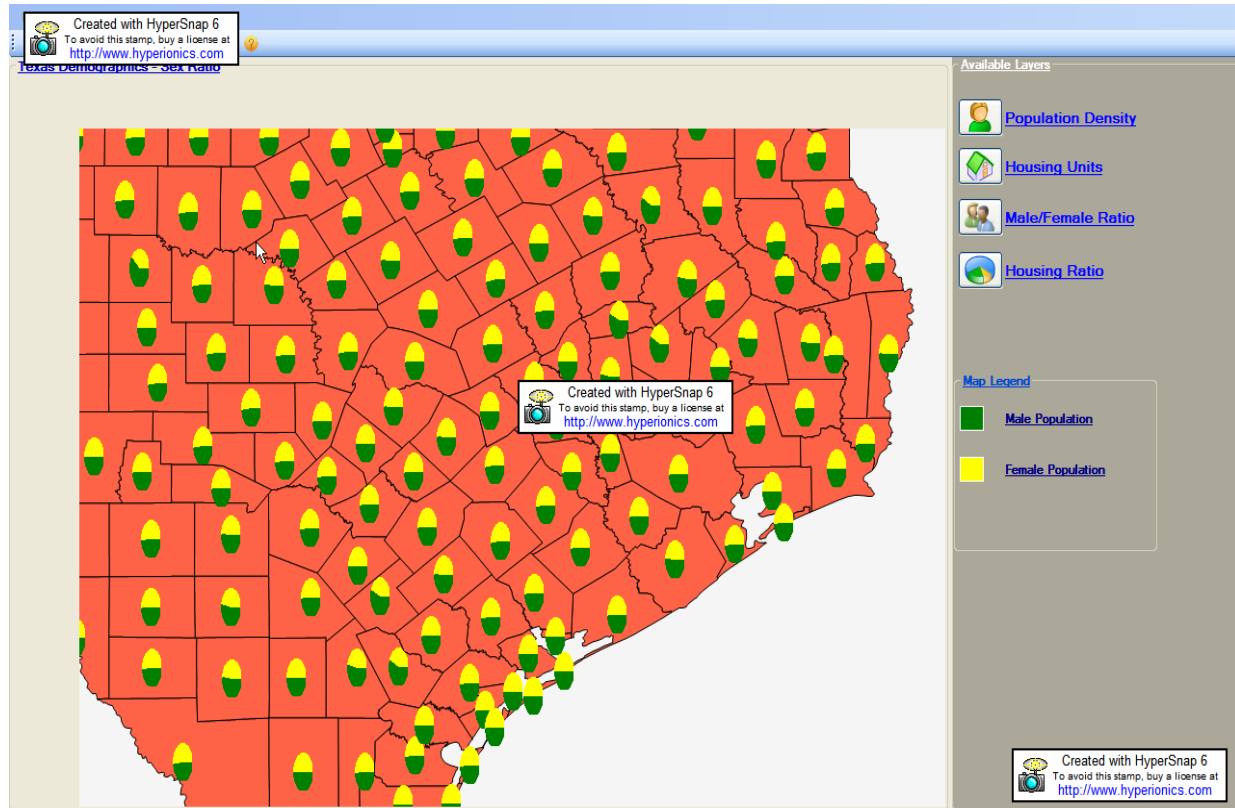 Created with HyperSnap 6
To avoid this stamp, buy a license at
http://www.hyperionics.com
Texas Demographics - Sex Ratio
Available Layers
Population Density
Housing Units
Male/Female Ratio
Housing Ratio
Created with HyperSnap 6
To avoid this stamp, buy a license at
http://www.hyperionics.com
Map Legend
Male Population
Female Population
Created with HyperSnap 6
To avoid this stamp, buy a license at
http://www.hyperionics.com